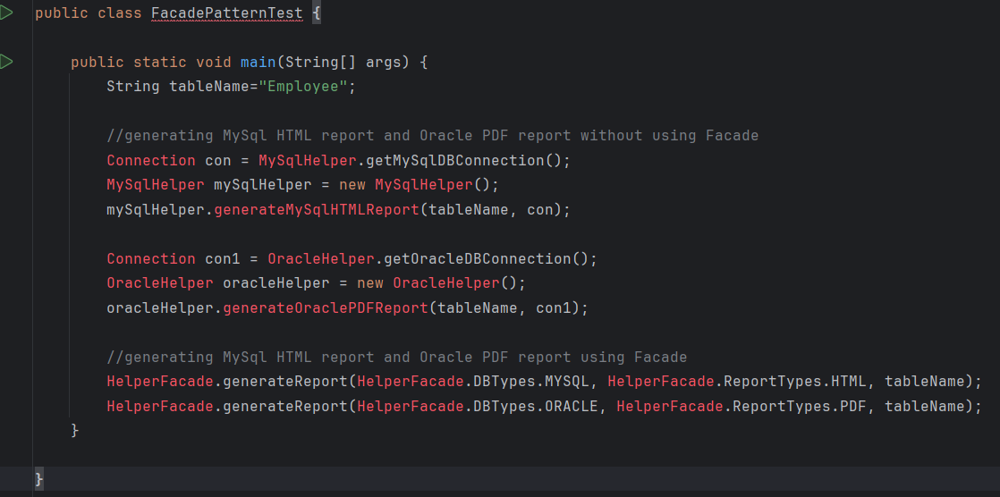 public class FacadePatternTest {
public static void main(String[] args) {
String tableName="Employee";
//generating MySql HTML report and Oracle PDF report without using Facade
Connection con = MySqlHelper.getMySqlDBConnection();
MySqlHelper mySqlHelper = new MySqlHelper();
mySqlHelper.generateMySqlHTMLReport(tableName, con);
Connection con1 = OracleHelper.getOracleDBConnection();
OracleHelper oracleHelper = new OracleHelper();
oracleHelper.generateOraclePDFReport(tableName, con1);
//generating MySql HTML report and Oracle PDF report using Facade
HelperFacade.generateReport(HelperFacade.DBTypes.MYSQL, HelperFacade.ReportTypes.HTML, tableName);
HelperFacade.generateReport(HelperFacade.DBTypes.ORACLE, HelperFacade.ReportTypes.PDF, tableName);
}
}